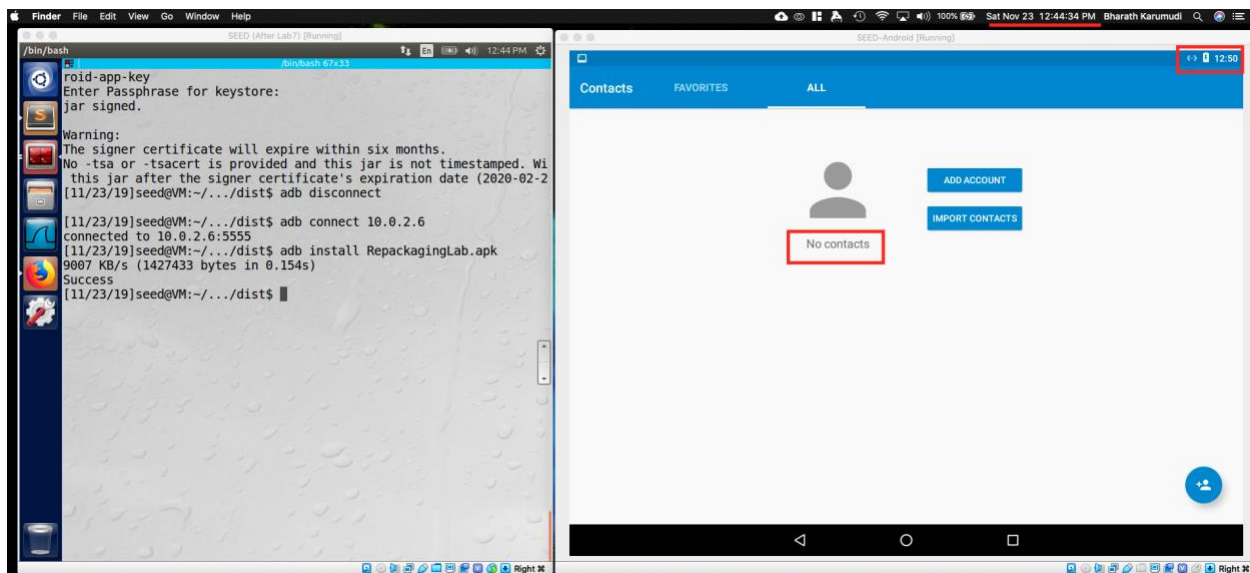 Finder File Edit View Go Window Help
100% Sat Nov 23 12:44:34 PM Bharath Karumudi
SEED (After Lab7) [Running]
/bin/bash En 12:44 PM
/bin/bash 67x33
roid-app-key
Enter Passphrase for keystore:
jar signed.
Warning:
The signer certificate will expire within six months.
No -tsa or -tsacert is provided and this jar is not timestamped. Wi
this jar after the signer certificate's expiration date (2020-02-2
[11/23/19]seed@VM:~/.../dist$ adb disconnect
[11/23/19]seed@VM:~/.../dist$ adb connect 10.0.2.6
connected to 10.0.2.6:5555
[11/23/19]seed@VM:~/.../dist$ adb install RepackagingLab.apk
9007 KB/s (1427433 bytes in 0.154s)
Success
[11/23/19]seed@VM:~/.../dist$
Right ⌘
SEED-Android [Running]
12:50
Contacts FAVORITES ALL
ADD ACCOUNT
IMPORT CONTACTS
No contacts
Right ⌘